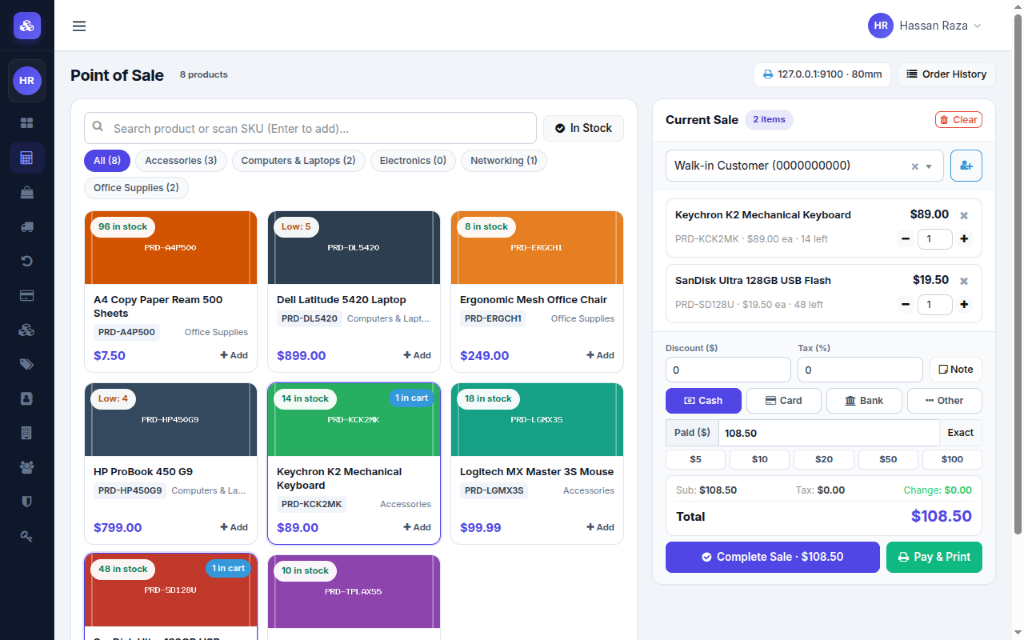 HR
Hassan Raza
HR
Point of Sale
8 products
127.0.0.1:9100 · 80mm
Order History
Search product or scan SKU (Enter to add)...
In Stock
All (8)
Accessories (3)
Computers & Laptops (2)
Electronics (0)
Networking (1)
Office Supplies (2)
96 in stock
PRD-A4P500
A4 Copy Paper Ream 500 Sheets
PRD-A4P500
Office Supplies
$7.50
+ Add
Low: 5
PRD-DL5420
Dell Latitude 5420 Laptop
PRD-DL5420
Computers & Lapt...
$899.00
+ Add
8 in stock
PRD-ERGCH1
Ergonomic Mesh Office Chair
PRD-ERGCH1
Office Supplies
$249.00
+ Add
Low: 4
PRD-HP450G9
HP ProBook 450 G9
PRD-HP450G9
Computers & La...
$799.00
+ Add
14 in stock
1 in cart
PRD-KCK2MK
Keychron K2 Mechanical Keyboard
PRD-KCK2MK
Accessories
$89.00
+ Add
18 in stock
PRD-LGMX3S
Logitech MX Master 3S Mouse
PRD-LGMX3S
Accessories
$99.99
+ Add
48 in stock
1 in cart
PRD-SD128U
10 in stock
PRD-TPLAX55
Current Sale
2 items
Clear
Walk-in Customer (0000000000)
Keychron K2 Mechanical Keyboard
$89.00
PRD-KCK2MK · $89.00 ea · 14 left
1
SanDisk Ultra 128GB USB Flash
$19.50
PRD-SD128U · $19.50 ea · 48 left
1
Discount ($)
Tax (%)
0
0
Note
Cash
Card
Bank
Other
Paid ($)
108.50
Exact
$5
$10
$20
$50
$100
Sub: $108.50
Tax: $0.00
Change: $0.00
Total
$108.50
Complete Sale · $108.50
Pay & Print